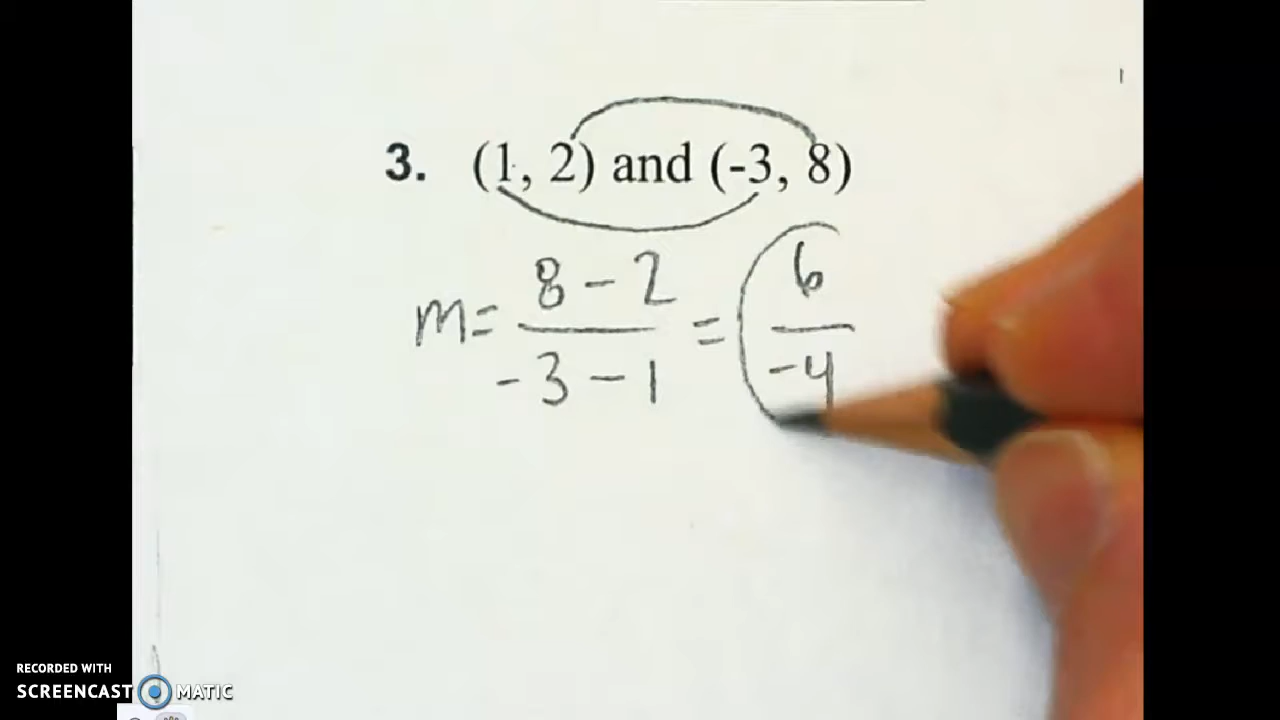 3. (1, 2) and (-3, 8)
m = 8 - 2 / -3 - 1 = 6 / -4
RECORDED WITH
SCREENCAST MATIC